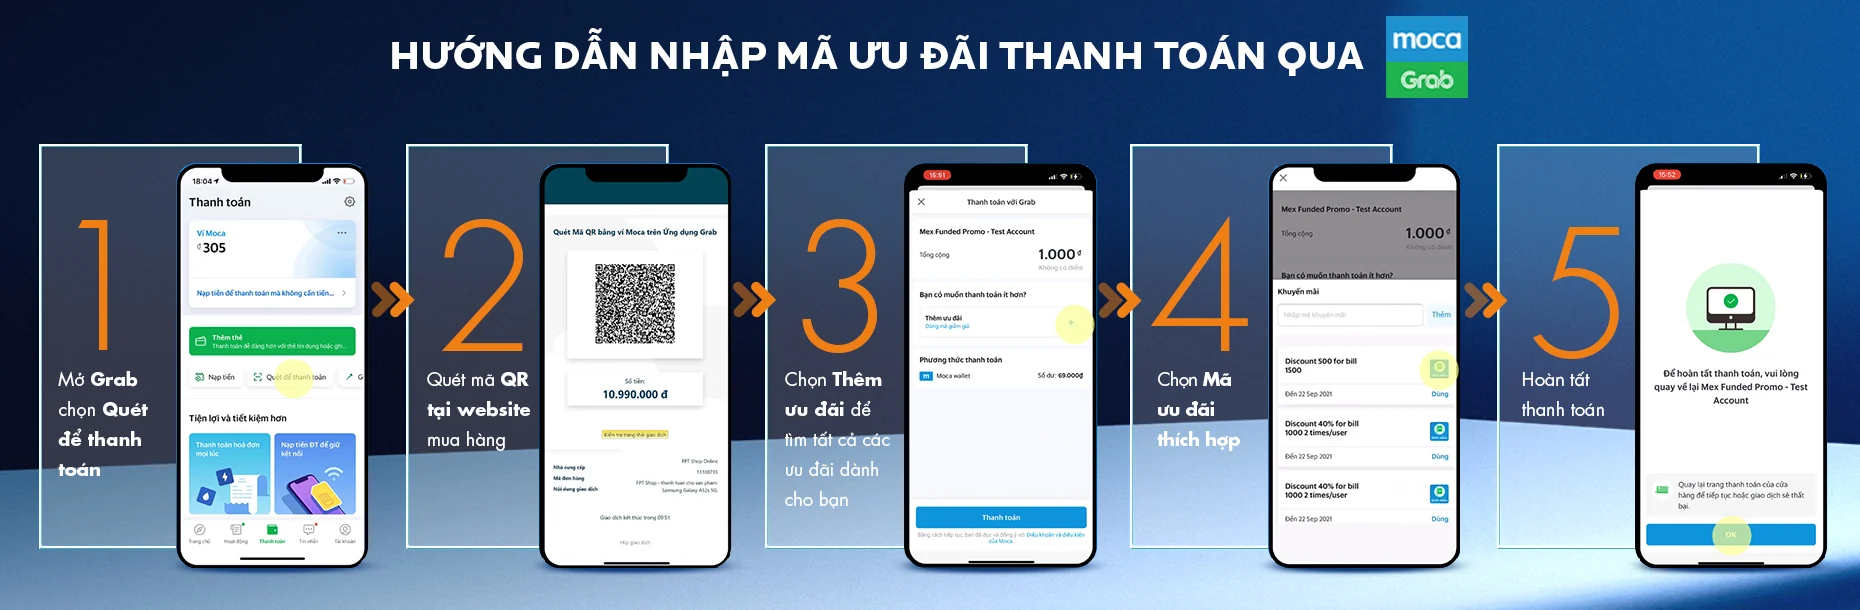 HƯỚNG DẪN NHẬP MÃ ƯU ĐÃI THANH TOÁN QUA
moca
Grab
1
Mở Grab
chọn Quét
để thanh
toán
18:04
Thanh toán
Ví Moca
₫ 305
Nạp tiền để thanh toán mà không cần tiền...
Thêm thẻ
Thanh toán dễ dàng hơn với thẻ tín dụng hoặc ghi...
Nạp tiền
Quét để thanh toán
G
Tiện lợi và tiết kiệm hơn
Thanh toán hoá đơn
mọi lúc
Nạp tiền ĐT để giữ
kết nối
Trang chủ
Hoạt động
Thanh toán
Tin nhắn
Tài khoản
2
Quét mã QR
tại website
mua hàng
Quét Mã QR bằng ví Moca trên Ứng dụng Grab
Số tiền:
10.990.000 đ
Kiểm tra trạng thái giao dịch
Nhà cung cấp
FPT Shop Online
Mã đơn hàng
11100735
Nội dung giao dịch
FPT Shop - thanh toan cho san pham:
Samsung Galaxy A52s 5G.
Giao dịch kết thúc trong 09:51
Hủy giao dịch
3
Chọn Thêm
ưu đãi để
tìm tất cả các
ưu đãi dành
cho bạn
15:51
Thanh toán với Grab
Mex Funded Promo - Test Account
Tổng cộng
1.000 ₫
Không có điểm
Bạn có muốn thanh toán ít hơn?
Thêm ưu đãi
Dùng mã giảm giá
+
Phương thức thanh toán
m
Moca wallet
Số dư: 69.000₫
Thanh toán
Bằng cách tiếp tục, bạn đã đọc và đồng ý với Điều khoản và điều kiện
của Moca.
4
Chọn Mã
ưu đãi
thích hợp
Mex Funded Promo - Test Account
Tổng cộng
1.000 ₫
Không có điểm
Bạn có muốn thanh toán ít hơn?
Khuyến mãi
Nhập mã khuyến mãi
Thêm
Discount 500 for bill
1500
Đến 22 Sep 2021
Dùng
Discount 40% for bill
1000 2 times/user
Đến 22 Sep 2021
Dùng
Discount 40% for bill
1000 2 times/user
Đến 22 Sep 2021
Dùng
5
Hoàn tất
thanh toán
15:52
Để hoàn tất thanh toán, vui lòng
quay về lại Mex Funded Promo - Test
Account
Quay lại trang thanh toán của cửa
hàng để tiếp tục hoặc giao dịch sẽ thất
bại.
OK